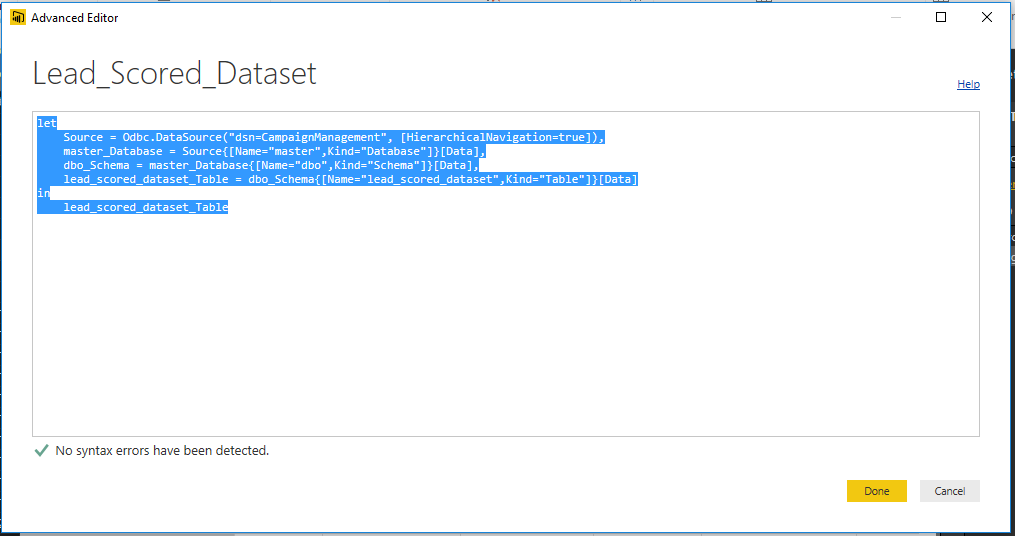 Advanced Editor
Lead_Scored_Dataset
Help
let
    Source = Odbc.DataSource("dsn=CampaignManagement", [HierarchicalNavigation=true]),
    master_Database = Source{[Name="master",Kind="Database"]}[Data],
    dbo_Schema = master_Database{[Name="dbo",Kind="Schema"]}[Data],
    lead_scored_dataset_Table = dbo_Schema{[Name="lead_scored_dataset",Kind="Table"]}[Data]
in
    lead_scored_dataset_Table
No syntax errors have been detected.
Done
Cancel